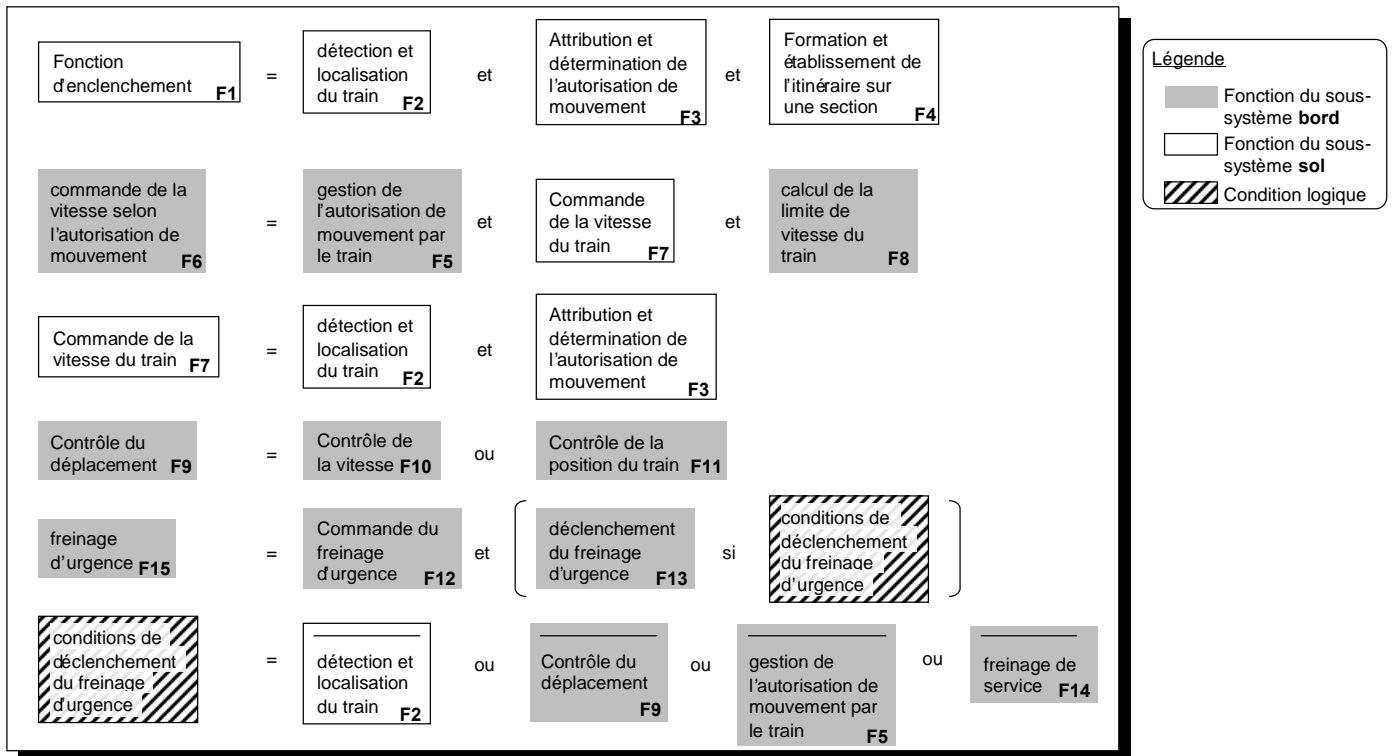 Fonction
d'enclenchement F1
=
détection et
localisation
du train F2
et
Attribution et
détermination de
l'autorisation de
mouvement
F3
et
Formation et
établissement de
l'itinéraire sur
une section F4
commande de la
vitesse selon
l'autorisation de
mouvement F6
=
gestion de
l'autorisation de
mouvement par
le train F5
et
Commande
de la vitesse
du train F7
et
calcul de la
limite de
vitesse du
train F8
Commande de la
vitesse du train F7
=
détection et
localisation
du train F2
et
Attribution et
détermination de
l'autorisation de
mouvement
F3
Contrôle du
déplacement F9
=
Contrôle de
la vitesse F10
ou
Contrôle de la
position du train F11
freinage
d'urgence F15
=
Commande du
freinage
d'urgence F12
et
déclenchement
du freinage
d'urgence F13
si
conditions de
déclenchement
du freinage
d'urgence
conditions de
déclenchement
du freinage
d'urgence
=
détection et
localisation
du train F2
ou
Contrôle du
déplacement
F9
ou
gestion de
l'autorisation de
mouvement par
le train F5
ou
freinage de
service F14
Légende
Fonction du sous-
système bord
Fonction du sous-
système sol
Condition logique